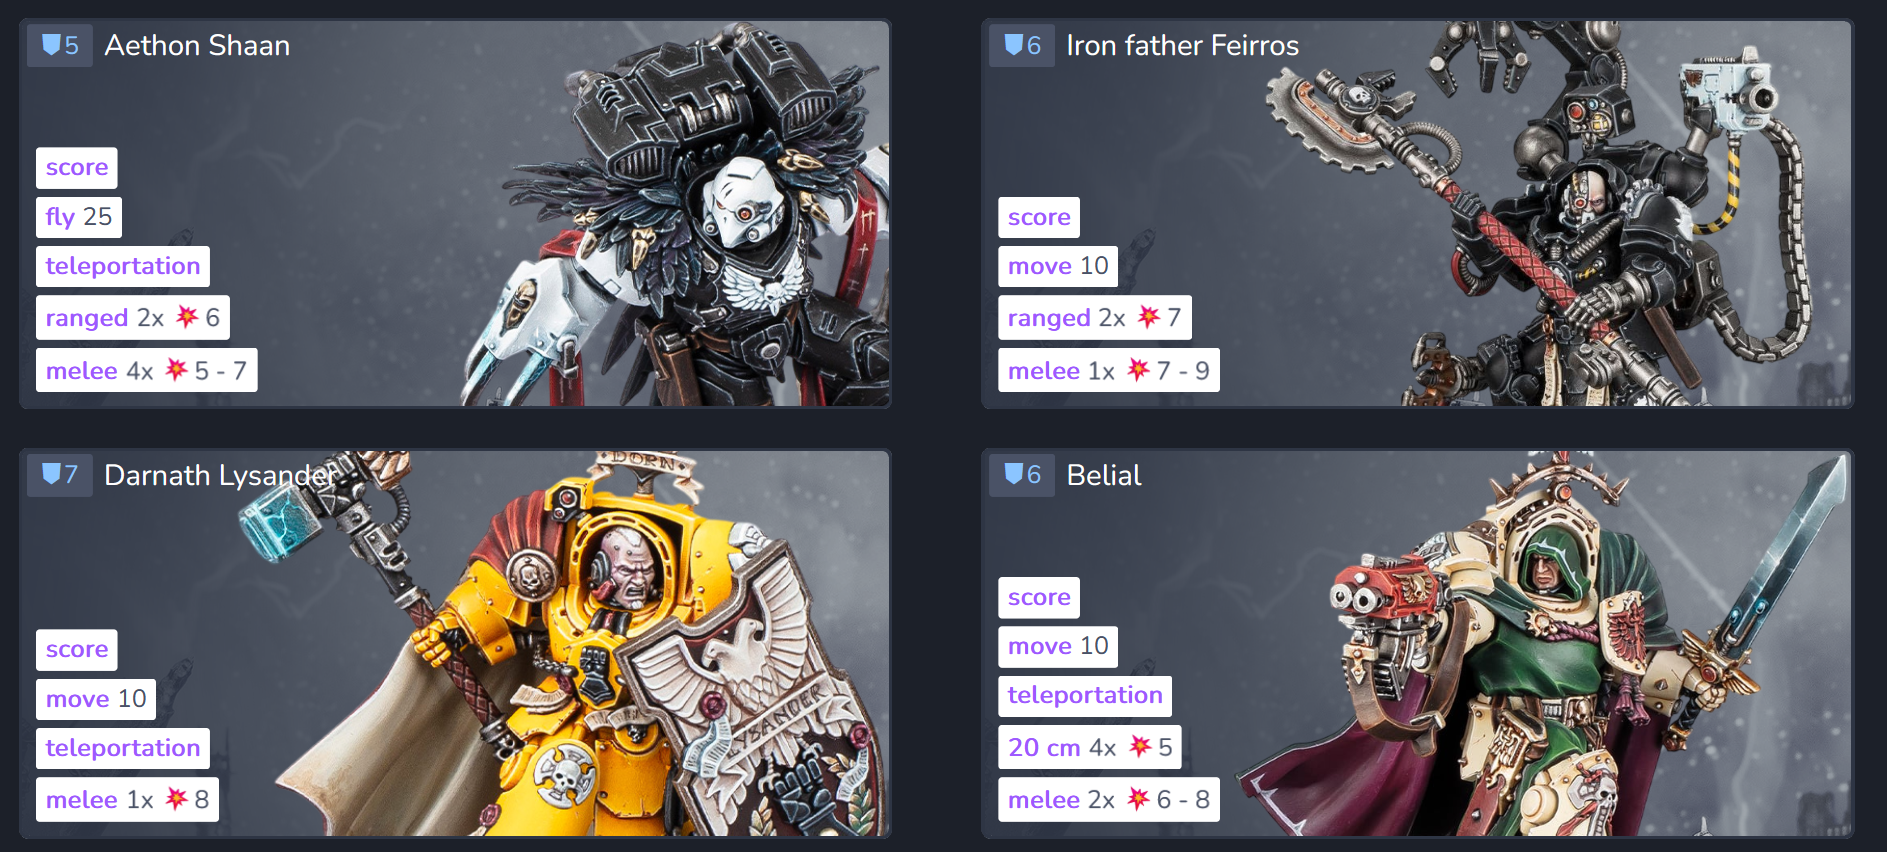 5 Aethon Shaan
score
fly 25
teleportation
ranged 2x 💥 6
melee 4x 💥 5 - 7
6 Iron father Feirros
score
move 10
ranged 2x 💥 7
melee 1x 💥 7 - 9
7 Darnath Lysander
DORN
LYSANDER
score
move 10
teleportation
melee 1x 💥 8
6 Belial
score
move 10
teleportation
20 cm 4x 💥 5
melee 2x 💥 6 - 8